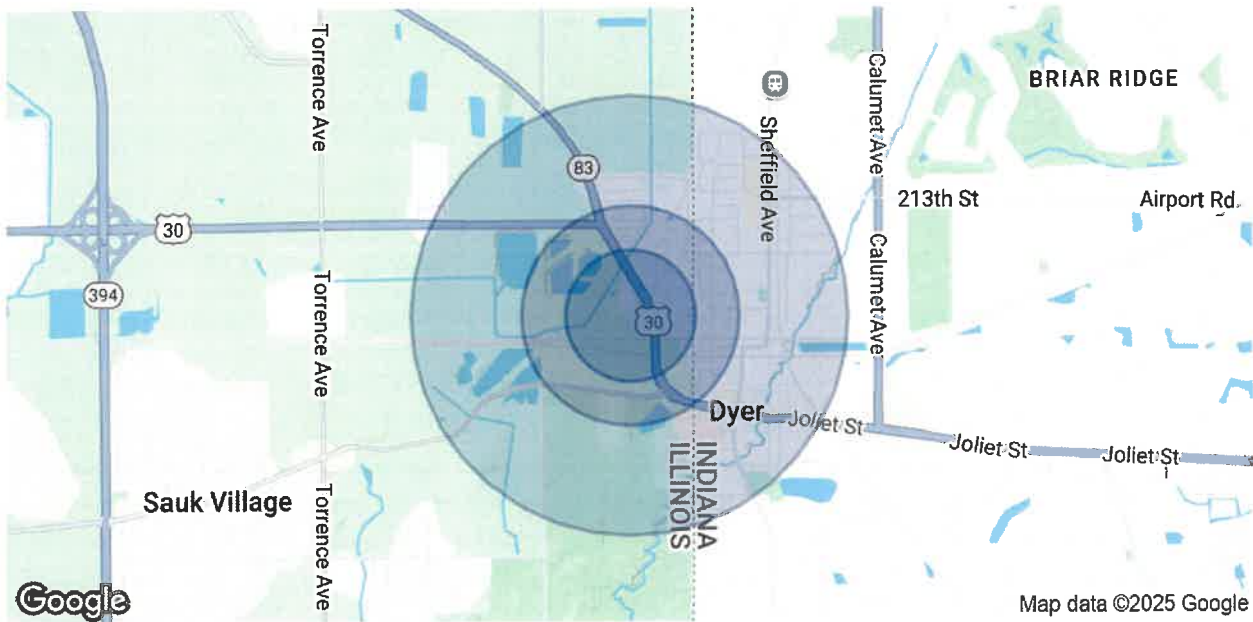 Torrence Ave
Calumet Ave
BRIAR RIDGE
Sheffield Ave
83
213th St
Airport Rd.
30
Torrence Ave
Calumet Ave
394
30
Dyer
Joliet St
Joliet St
Joliet St
INDIANA
ILLINOIS
Sauk Village
Torrence Ave
Google
Map data ©2025 Google